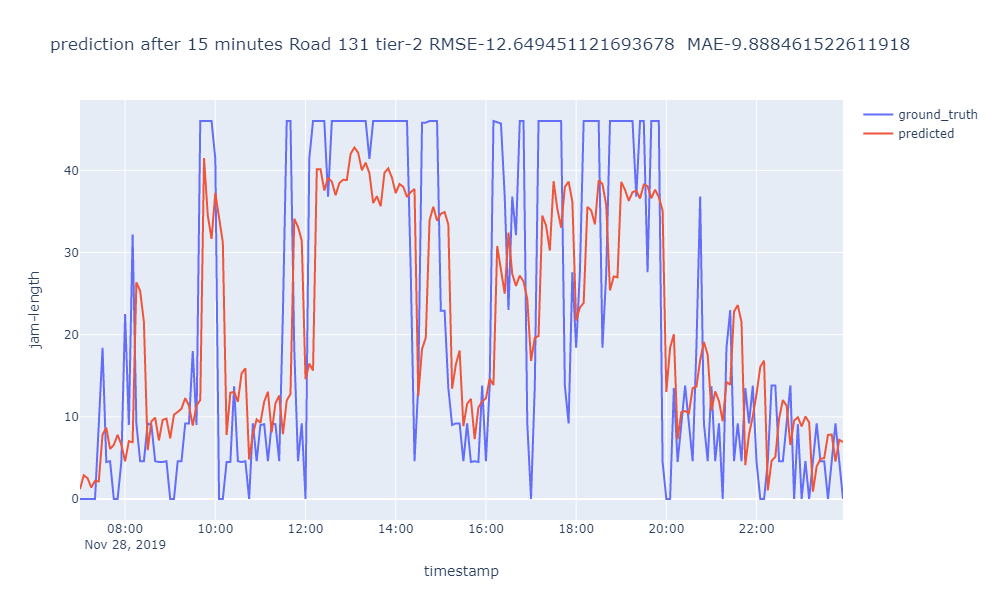 prediction after 15 minutes Road 131 tier-2 RMSE-12.649451121693678  MAE-9.888461522611918
ground_truth
predicted
jam-length
40
30
20
10
0
08:00 10:00 12:00 14:00 16:00 18:00 20:00 22:00
Nov 28, 2019
timestamp